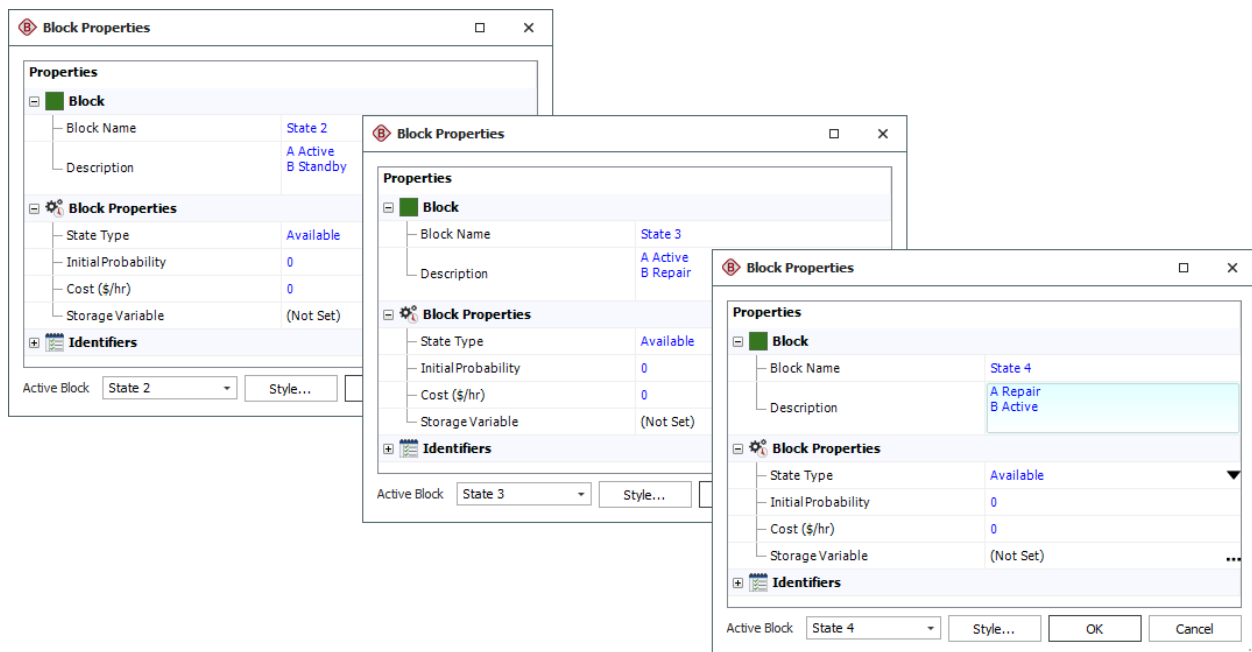 Block Properties
Properties
Block
Block Name State 2
Description A Active
B Standby
Block Properties
State Type Available
Initial Probability 0
Cost ($/hr) 0
Storage Variable (Not Set)
Identifiers
Active Block State 2 Style...
Block Properties
Properties
Block
Block Name State 3
Description A Active
B Repair
Block Properties
State Type Available
Initial Probability 0
Cost ($/hr) 0
Storage Variable (Not Set)
Identifiers
Active Block State 3 Style...
Block Properties
Properties
Block
Block Name State 4
Description A Repair
B Active
Block Properties
State Type Available
Initial Probability 0
Cost ($/hr) 0
Storage Variable (Not Set) ...
Identifiers
Active Block State 4 Style... OK Cancel